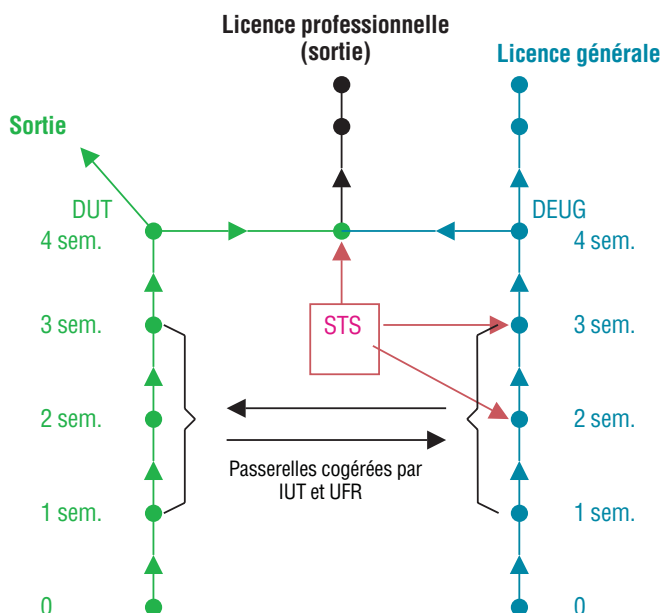 Licence professionnelle
(sortie)
Licence générale
Sortie
DUT
DEUG
4 sem.
4 sem.
3 sem.
STS
3 sem.
2 sem.
2 sem.
Passerelles cogérées par
IUT et UFR
1 sem.
1 sem.
0
0